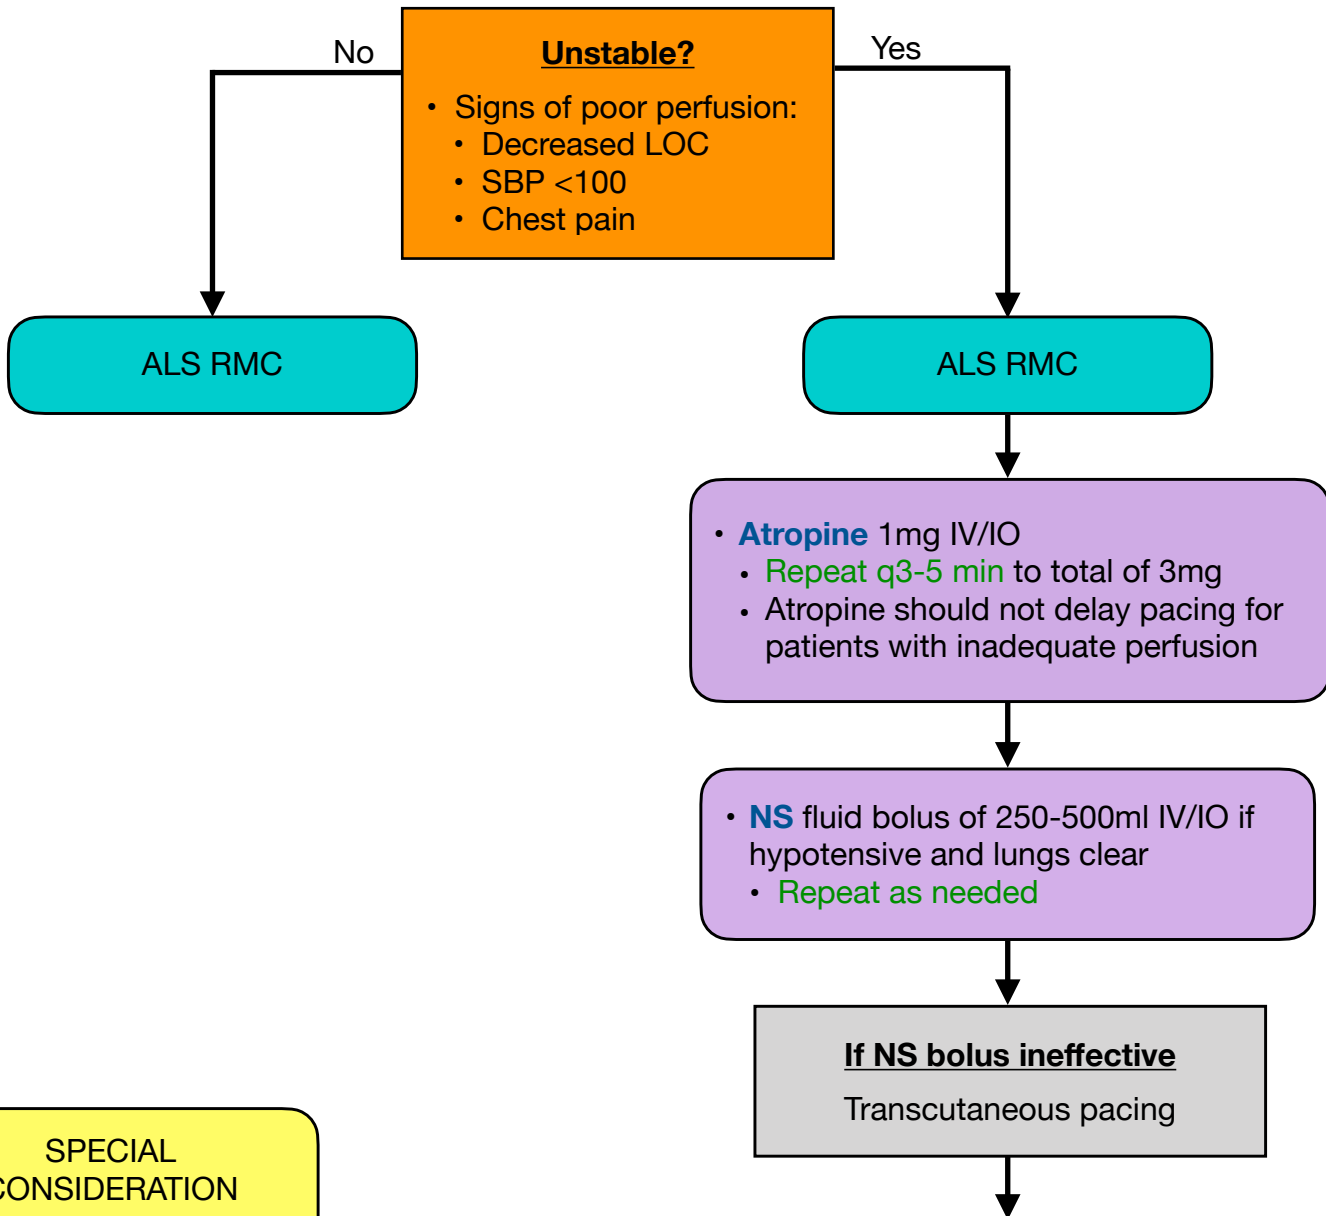 No
Unstable?
Yes
• Signs of poor perfusion:
• Decreased LOC
• SBP <100
• Chest pain
ALS RMC
ALS RMC
• Atropine 1mg IV/IO
• Repeat q3-5 min to total of 3mg
• Atropine should not delay pacing for
patients with inadequate perfusion
• NS fluid bolus of 250-500ml IV/IO if
hypotensive and lungs clear
• Repeat as needed
If NS bolus ineffective
Transcutaneous pacing
SPECIAL
CONSIDERATION